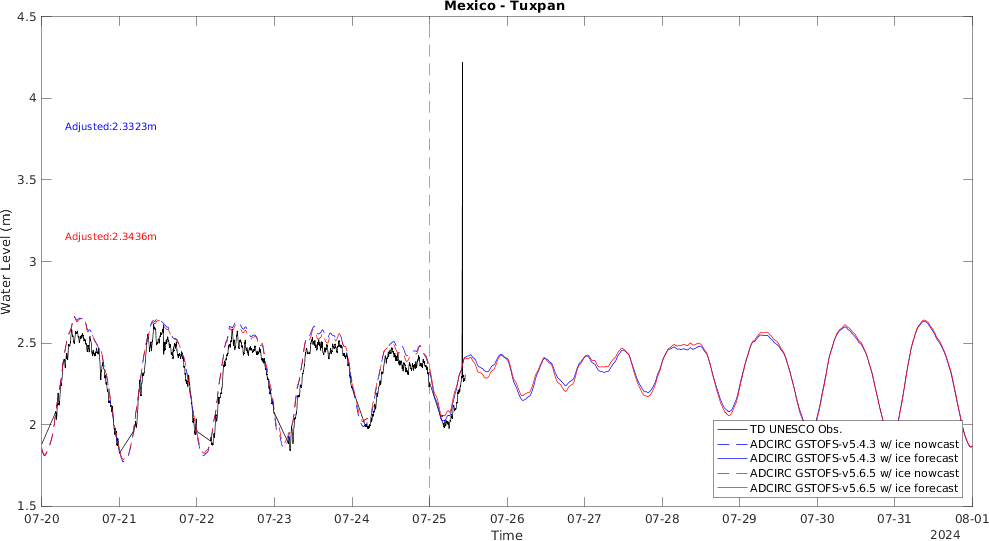 Mexico - Tuxpan
4.5
4
3.5
3
2.5
2
1.5
Water Level (m)
Adjusted:2.3323m
Adjusted:2.3436m
TD UNESCO Obs.
ADCIRC GSTOFS-v5.4.3 w/ ice nowcast
ADCIRC GSTOFS-v5.4.3 w/ ice forecast
ADCIRC GSTOFS-v5.6.5 w/ ice nowcast
ADCIRC GSTOFS-v5.6.5 w/ ice forecast
07-20 07-21 07-22 07-23 07-24 07-25 07-26 07-27 07-28 07-29 07-30 07-31 08-01
Time
2024